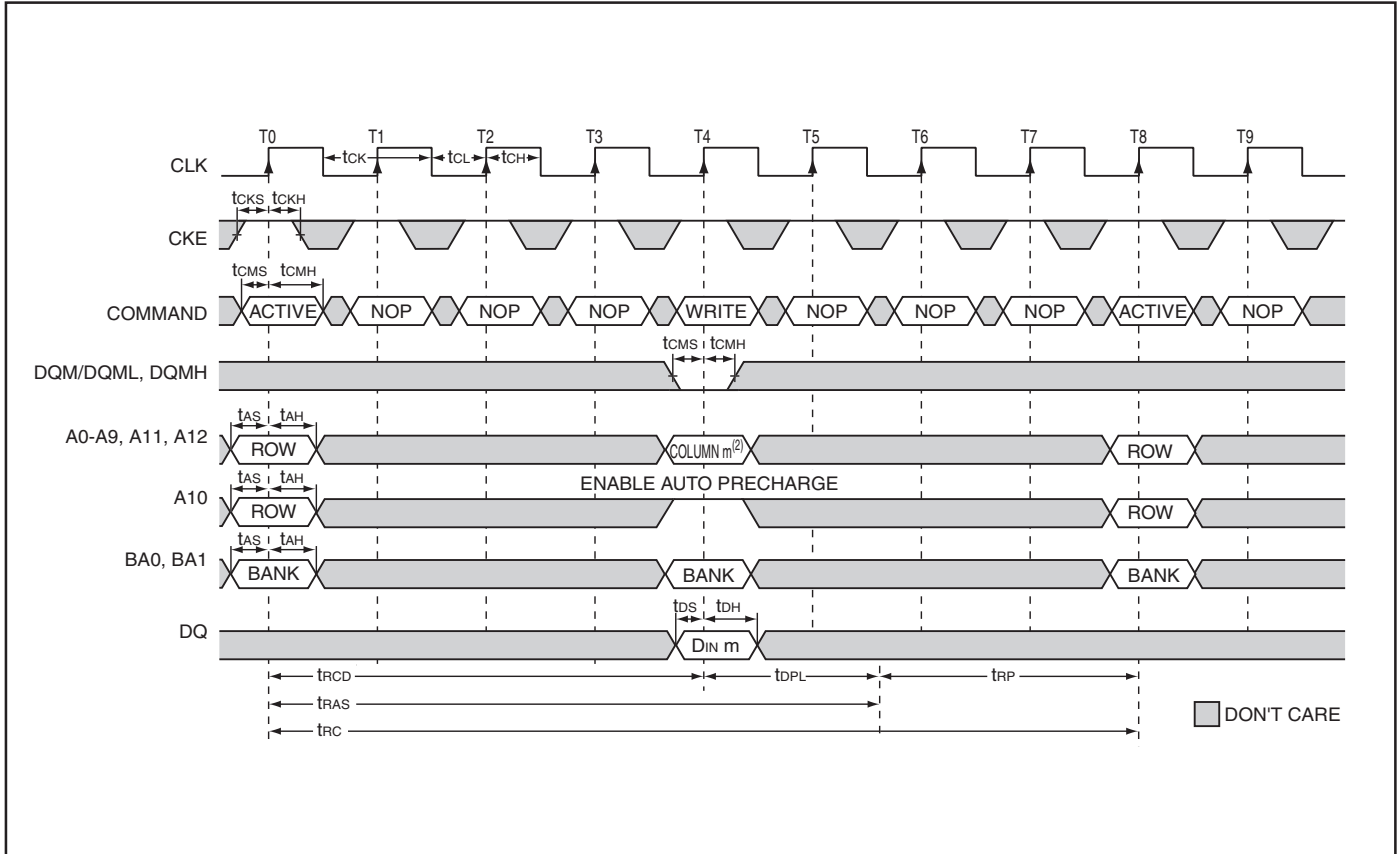 T0 T1 T2 T3 T4 T5 T6 T7 T8 T9
CLK tCK tCL tCH
tCKS tCKH
CKE
tCMS tCMH
COMMAND ACTIVE NOP NOP NOP WRITE NOP NOP NOP ACTIVE NOP
tCMS tCMH
DQM/DQML, DQMH
tAS tAH
A0-A9, A11, A12 ROW COLUMN m(2) ROW
tAS tAH ENABLE AUTO PRECHARGE
A10 ROW ROW
tAS tAH
BA0, BA1 BANK BANK BANK
tDS tDH
DQ DIN m
tRCD tDPL tRP
tRAS
DON'T CARE
tRC